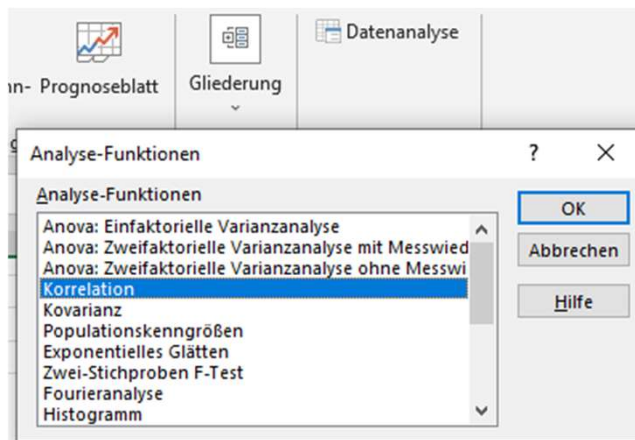 Datenanalyse
Prognoseblatt
Gliederung
Analyse-Funktionen
? X
Analyse-Funktionen
Anova: Einfaktorielle Varianzanalyse
Anova: Zweifaktorielle Varianzanalyse mit Messwied
Anova: Zweifaktorielle Varianzanalyse ohne Messwi
Korrelation
Kovarianz
Populationskenngrößen
Exponentielles Glätten
Zwei-Stichproben F-Test
Fourieranalyse
Histogramm
OK
Abbrechen
Hilfe